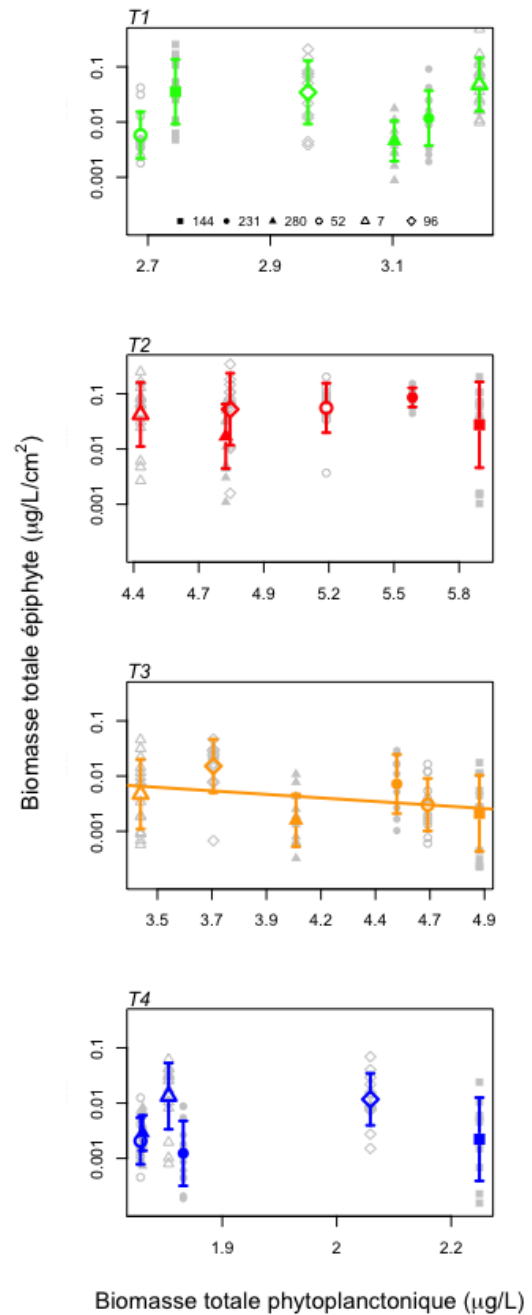 T1
0.1
0.01
0.001
144 231 280 52 7 96
2.7 2.9 3.1
T2
0.1
0.01
0.001
4.4 4.7 4.9 5.2 5.5 5.8
Biomasse totale épiphyte (µg/L/cm²)
T3
0.1
0.01
0.001
3.5 3.7 3.9 4.2 4.4 4.7 4.9
T4
0.1
0.01
0.001
1.9 2 2.2
Biomasse totale phytoplanctonique (µg/L)